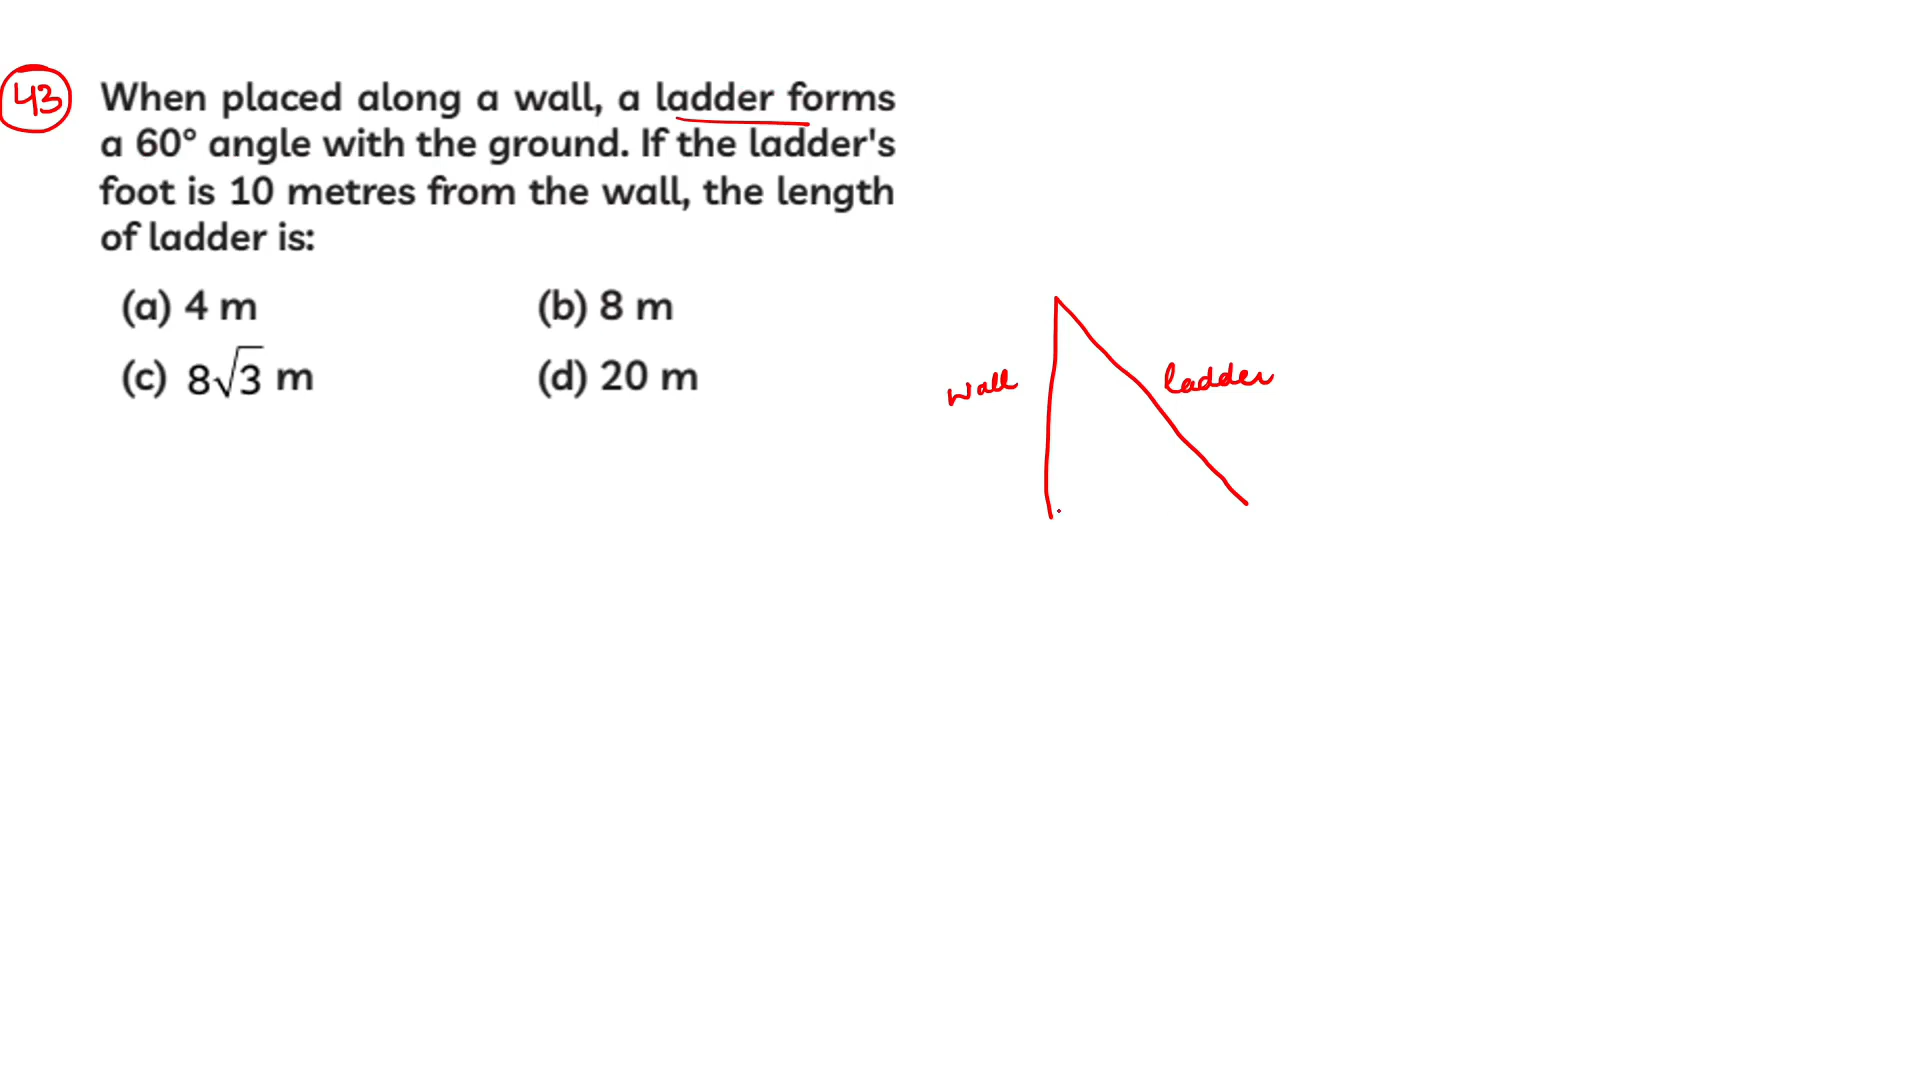 43
When placed along a wall, a ladder forms
a 60° angle with the ground. If the ladder's
foot is 10 metres from the wall, the length
of ladder is:
(a) 4 m (b) 8 m
(c) 8√3 m (d) 20 m
wall
ladder